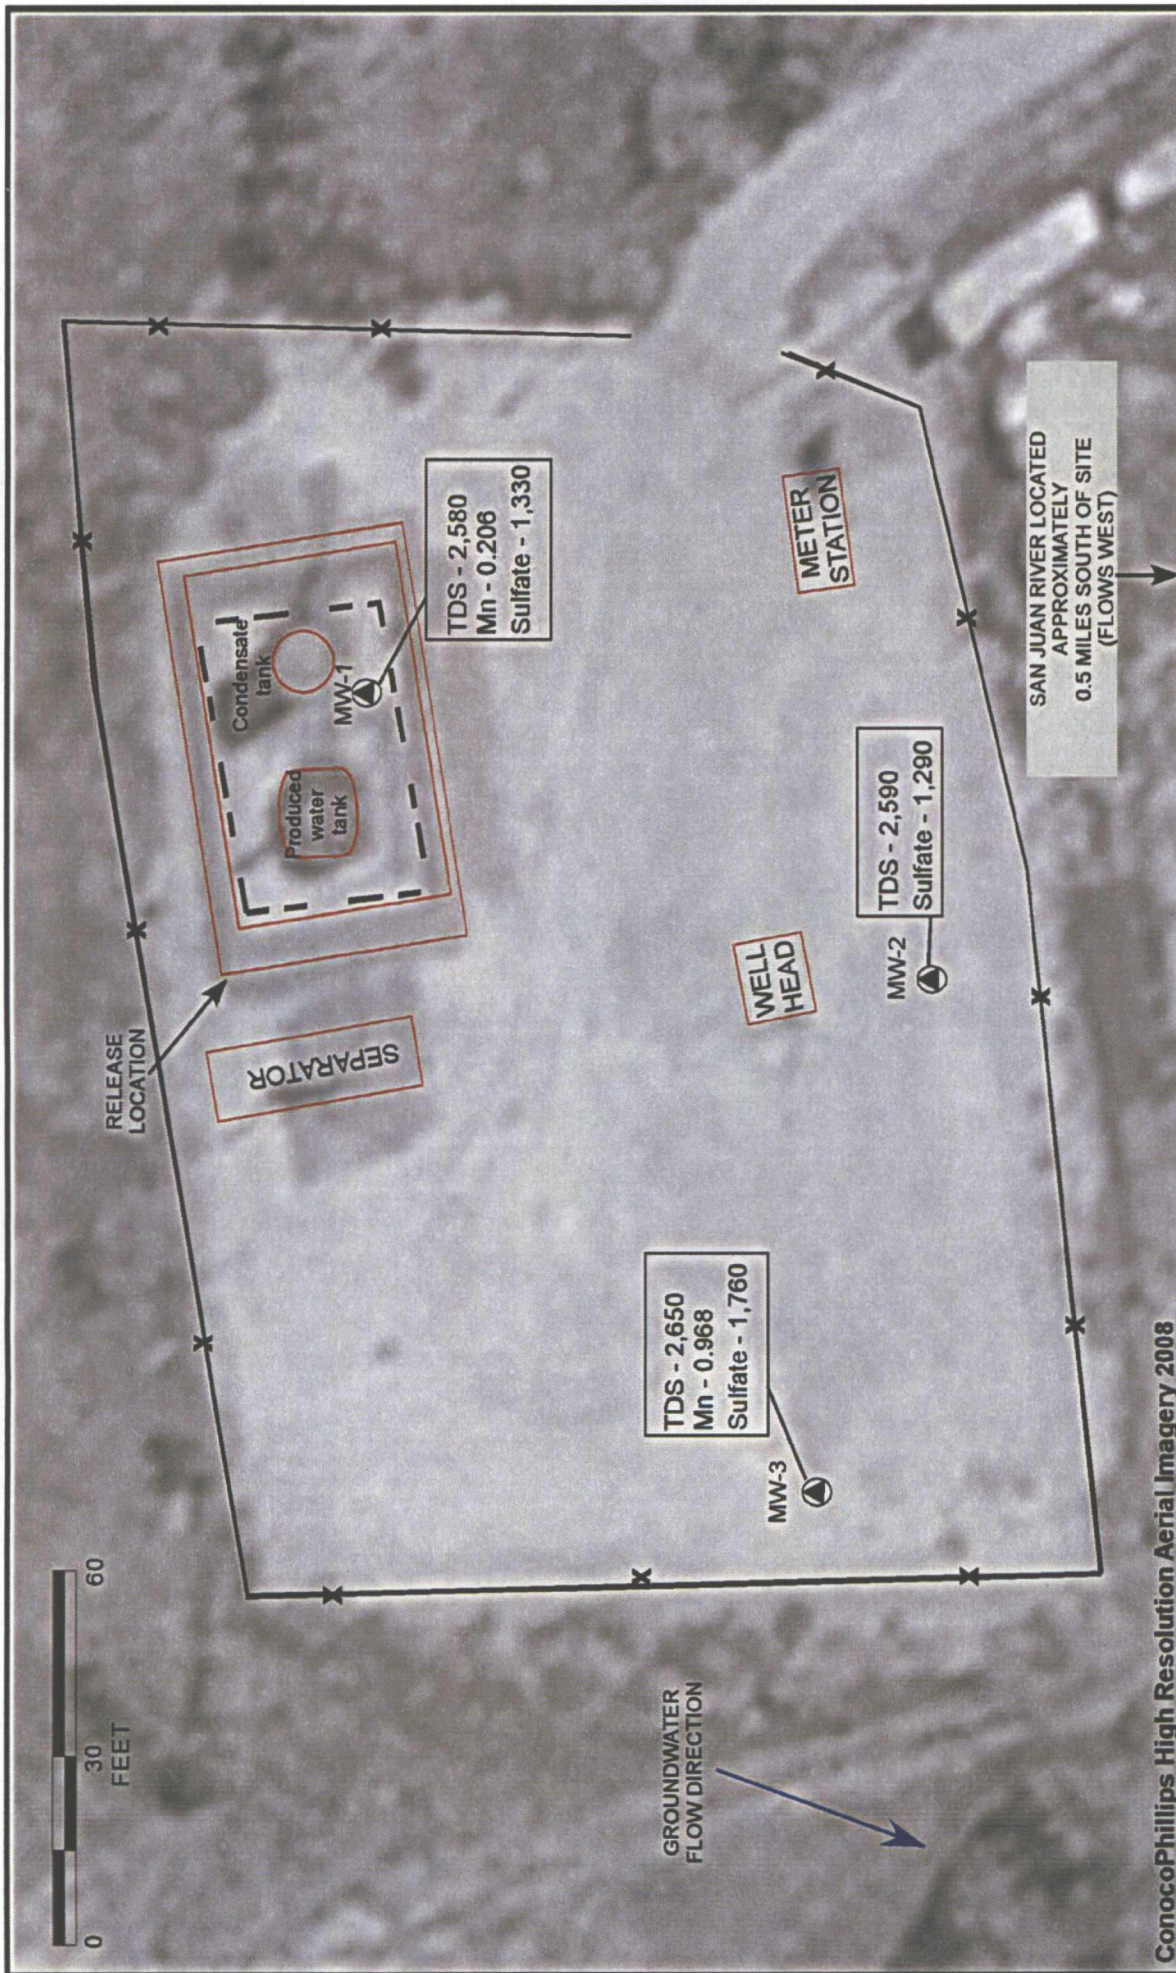 0 30 60
FEET
RELEASE
LOCATION
SEPARATOR
Produced
water
tank
Condensate
tank
MW-1
TDS - 2,580
Mn - 0.206
Sulfate - 1,330
TDS - 2,650
Mn - 0.968
Sulfate - 1,760
MW-3
WELL
HEAD
METER
STATION
MW-2
TDS - 2,590
Sulfate - 1,290
GROUNDWATER
FLOW DIRECTION
SAN JUAN RIVER LOCATED
APPROXIMATELY
0.5 MILES SOUTH OF SITE
(FLOWS WEST)
ConocoPhillips High Resolution Aerial Imagery 2008